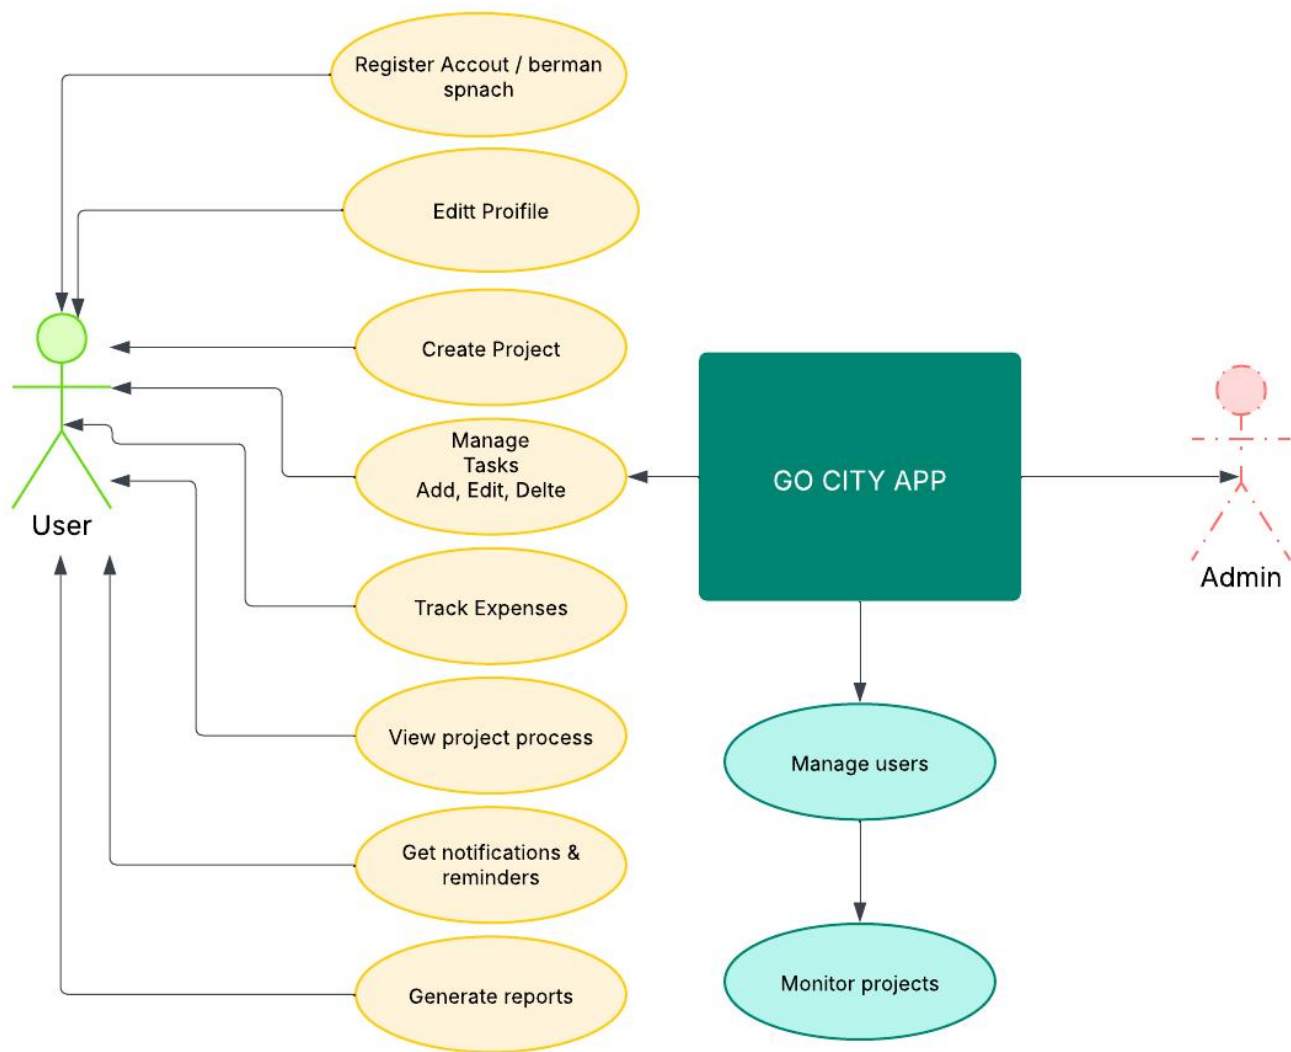 Register Accout / berman
spnach
Editt Proifile
Create Project
Manage
Tasks
Add, Edit, Delte
Track Expenses
View project process
Get notifications &
reminders
Generate reports
User
GO CITY APP
Manage users
Monitor projects
Admin